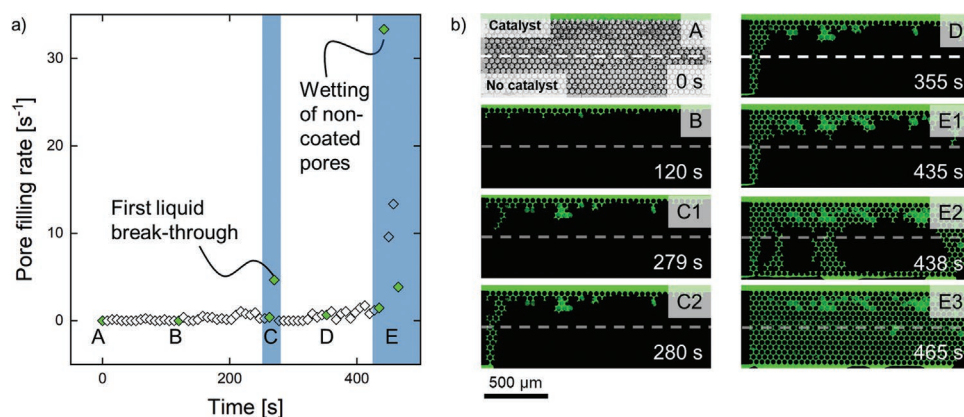 a)
Pore filling rate [s⁻¹]
30
20
10
0
Wetting
of non-
coated
pores
First liquid
break-through
A
B
C
D
E
0
200
400
Time [s]
b)
Catalyst
A
No catalyst
0 s
B
120 s
C1
279 s
C2
280 s
500 µm
D
355 s
E1
435 s
E2
438 s
E3
465 s